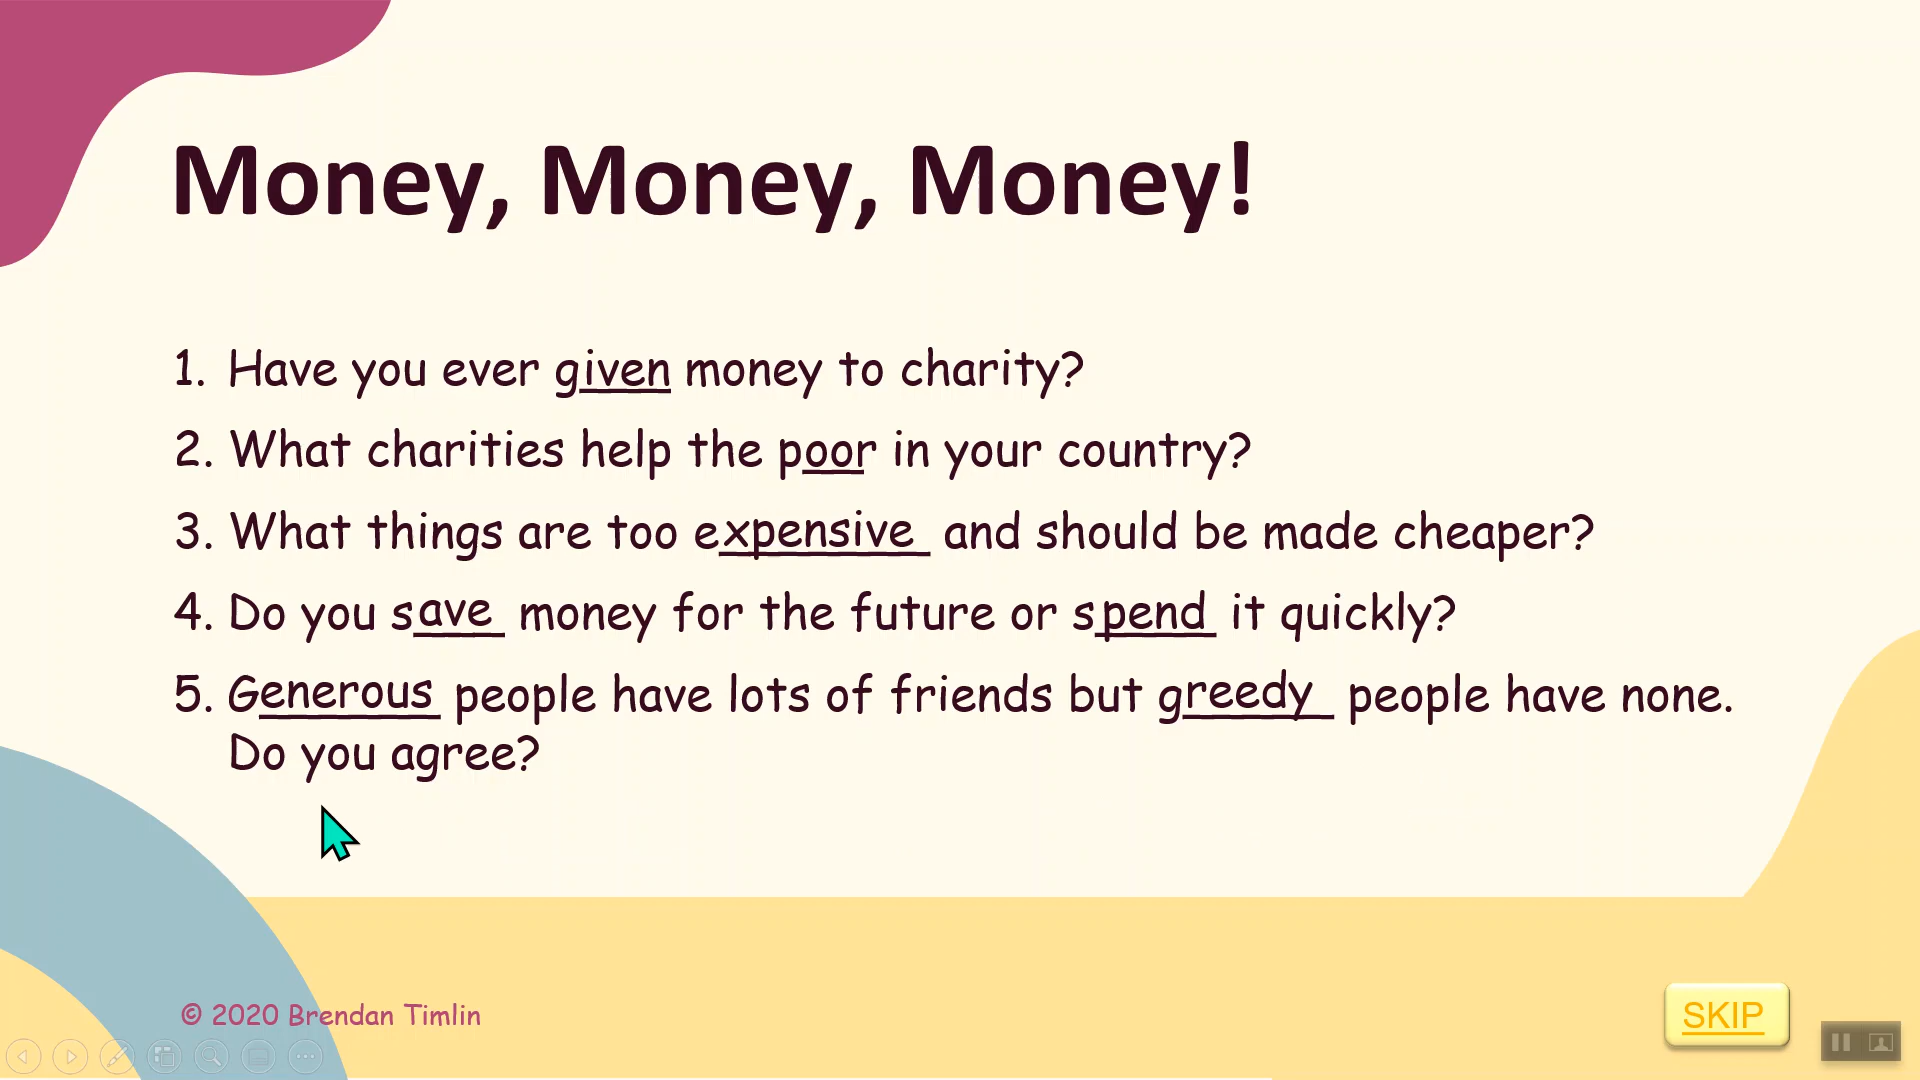 Money, Money, Money!
1. Have you ever given money to charity?
2. What charities help the poor in your country?
3. What things are too expensive and should be made cheaper?
4. Do you save money for the future or spend it quickly?
5. Generous people have lots of friends but greedy people have none.
Do you agree?
© 2020 Brendan Timlin
SKIP